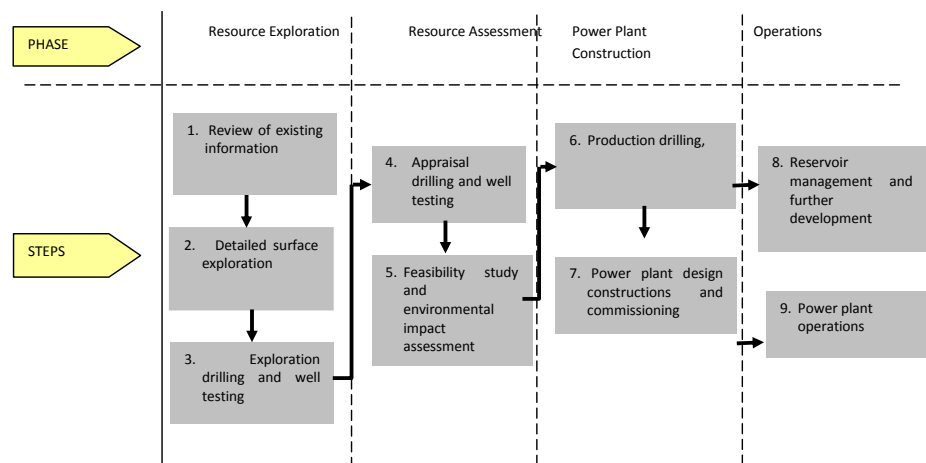 PHASE
Resource Exploration
Resource Assessment
Power Plant
Construction
Operations
STEPS
1. Review of existing
information
2. Detailed surface
exploration
3. Exploration
drilling and well
testing
4. Appraisal
drilling and well
testing
5. Feasibility study
and
environmental
impact
assessment
6. Production drilling,
7. Power plant design
constructions and
commissioning
8. Reservoir
management and
further
development
9. Power plant
operations